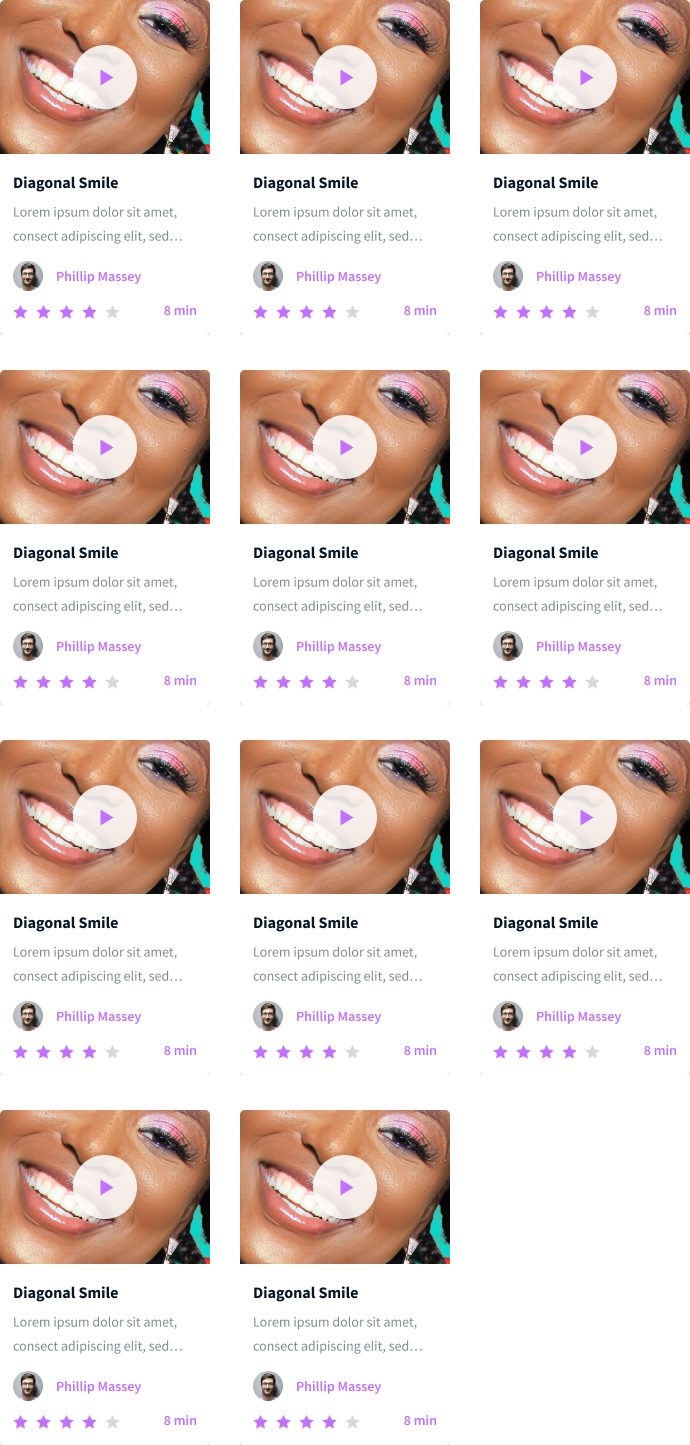 Diagonal Smile
Lorem ipsum dolor sit amet,
consect adipiscing elit, sed…
Phillip Massey
8 min
Diagonal Smile
Lorem ipsum dolor sit amet,
consect adipiscing elit, sed…
Phillip Massey
8 min
Diagonal Smile
Lorem ipsum dolor sit amet,
consect adipiscing elit, sed…
Phillip Massey
8 min
Diagonal Smile
Lorem ipsum dolor sit amet,
consect adipiscing elit, sed…
Phillip Massey
8 min
Diagonal Smile
Lorem ipsum dolor sit amet,
consect adipiscing elit, sed…
Phillip Massey
8 min
Diagonal Smile
Lorem ipsum dolor sit amet,
consect adipiscing elit, sed…
Phillip Massey
8 min
Diagonal Smile
Lorem ipsum dolor sit amet,
consect adipiscing elit, sed…
Phillip Massey
8 min
Diagonal Smile
Lorem ipsum dolor sit amet,
consect adipiscing elit, sed…
Phillip Massey
8 min
Diagonal Smile
Lorem ipsum dolor sit amet,
consect adipiscing elit, sed…
Phillip Massey
8 min
Diagonal Smile
Lorem ipsum dolor sit amet,
consect adipiscing elit, sed…
Phillip Massey
8 min
Diagonal Smile
Lorem ipsum dolor sit amet,
consect adipiscing elit, sed…
Phillip Massey
8 min